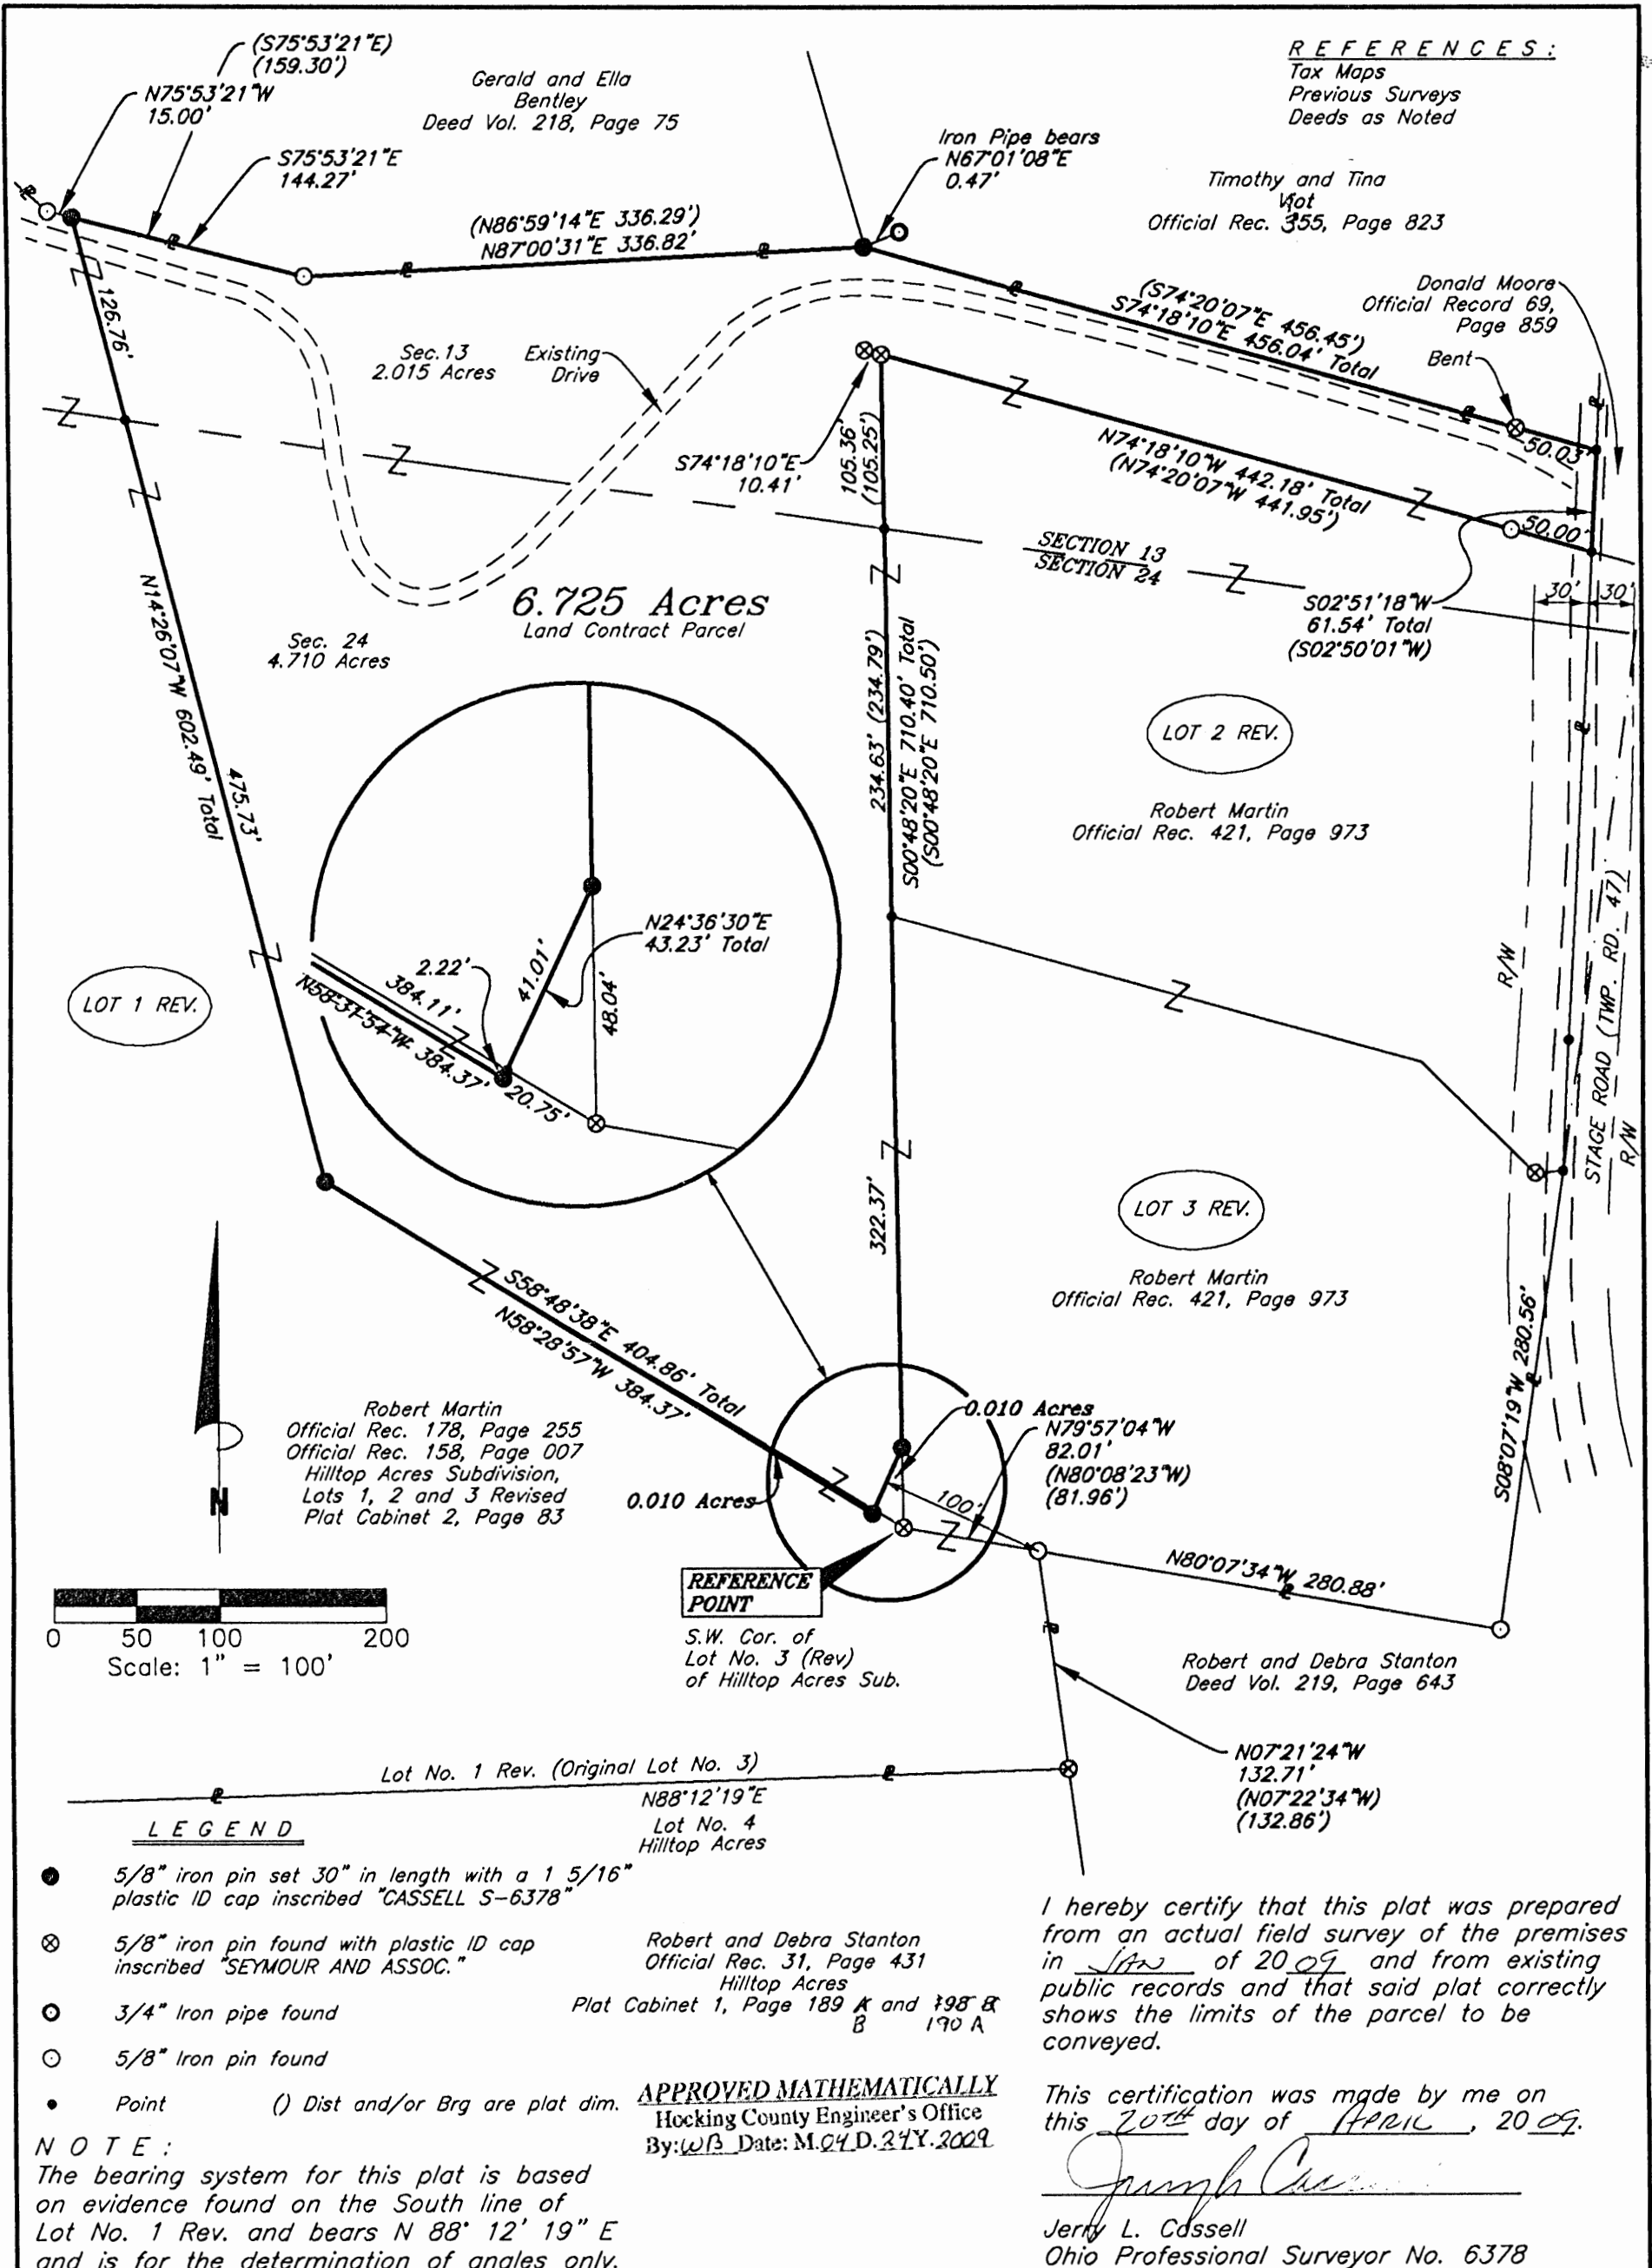 (S75°53'21"E)
(159.30')
N75°53'21"W
15.00'
S75°53'21"E
144.27'
Gerald and Ella
Bentley
Deed Vol. 218, Page 75
REFERENCES:
Tax Maps
Previous Surveys
Deeds as Noted
Iron Pipe bears
N67°01'08"E
0.47'
Timothy and Tina
Official Rec. 355, Page 823
(N86°59'14"E 336.29')
N87°00'31"E 336.82'
Donald Moore
Official Record 69,
Page 859
Bent
(S74°20'07"E 456.45')
S74°18'10"E 456.04' Total
50.03'
126.76'
Sec.13
2.015 Acres
Existing
Drive
S74°18'10"E
10.41'
105.36'
(105.25')
N74°18'10"W 442.18' Total
(N74°20'07"W 441.95')
50.00'
SECTION 13
SECTION 24
30' 30'
S02°51'18"W
61.54' Total
(S02°50'01"W)
6.725 Acres
Land Contract Parcel
Sec. 24
4.710 Acres
N14°26'07"W 602.49' Total
475.73'
234.63' (234.79')
S00°48'20"E 710.40' Total
(S00°48'20"E 710.50')
LOT 2 REV.
Robert Martin
Official Rec. 421, Page 973
N24°36'30"E
43.23' Total
2.22'
41.01'
48.04'
384.11'
N58°31'54"W 384.37'
20.75'
LOT 1 REV.
R/W
STAGE ROAD (TWP. RD. 47)
R/W
322.37'
LOT 3 REV.
Robert Martin
Official Rec. 421, Page 973
S08°07'19"W 280.56'
S58°48'38"E 404.86' Total
N58°28'57"W 384.37'
Robert Martin
Official Rec. 178, Page 255
Official Rec. 158, Page 007
Hilltop Acres Subdivision,
Lots 1, 2 and 3 Revised
Plat Cabinet 2, Page 83
N
0.010 Acres
0.010 Acres
N79°57'04"W
82.01'
(N80°08'23"W)
(81.96')
100'
N80°07'34"W 280.88'
REFERENCE
POINT
S.W. Cor. of
Lot No. 3 (Rev)
of Hilltop Acres Sub.
0 50 100 200
Scale: 1" = 100'
Robert and Debra Stanton
Deed Vol. 219, Page 643
N07°21'24"W
132.71'
(N07°22'34"W)
(132.86')
Lot No. 1 Rev. (Original Lot No. 3)
N88°12'19"E
Lot No. 4
Hilltop Acres
LEGEND
5/8" iron pin set 30" in length with a 1 5/16"
plastic ID cap inscribed "CASSELL S-6378"
5/8" iron pin found with plastic ID cap
inscribed "SEYMOUR AND ASSOC."
3/4" Iron pipe found
5/8" Iron pin found
Point () Dist and/or Brg are plat dim.
Robert and Debra Stanton
Official Rec. 31, Page 431
Hilltop Acres
Plat Cabinet 1, Page 189 A and 198 B
B 190 A
APPROVED MATHEMATICALLY
Hocking County Engineer's Office
By: WB Date: M.04 D.24 Y.2009
NOTE:
The bearing system for this plat is based
on evidence found on the South line of
Lot No. 1 Rev. and bears N 88° 12' 19" E
and is for the determination of angles only.
I hereby certify that this plat was prepared
from an actual field survey of the premises
in JAN of 2009 and from existing
public records and that said plat correctly
shows the limits of the parcel to be
conveyed.
This certification was made by me on
this 20TH day of APRIL, 2009.
Jerry L. Cassell
Ohio Professional Surveyor No. 6378